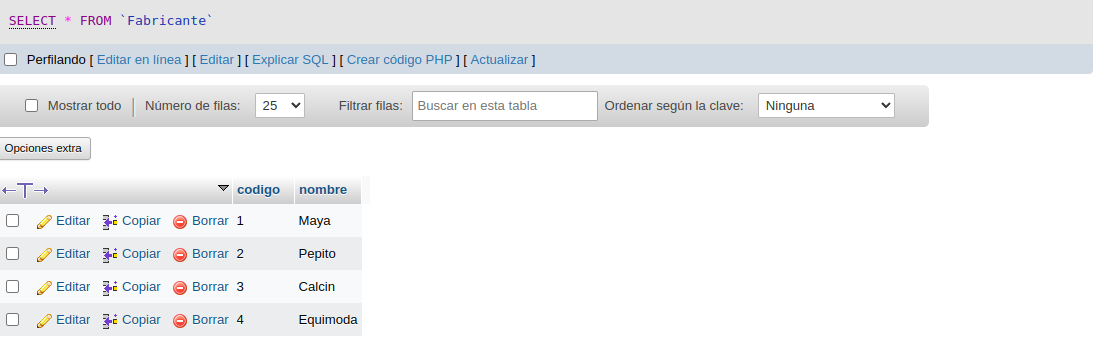 SELECT * FROM `Fabricante`
Perfilando [ Editar en línea ] [ Editar ] [ Explicar SQL ] [ Crear código PHP ] [ Actualizar ]
Mostrar todo | Número de filas: 25 Filtrar filas: Buscar en esta tabla Ordenar según la clave: Ninguna
Opciones extra
←T→ codigo nombre
Editar Copiar Borrar 1 Maya
Editar Copiar Borrar 2 Pepito
Editar Copiar Borrar 3 Calcin
Editar Copiar Borrar 4 Equimoda